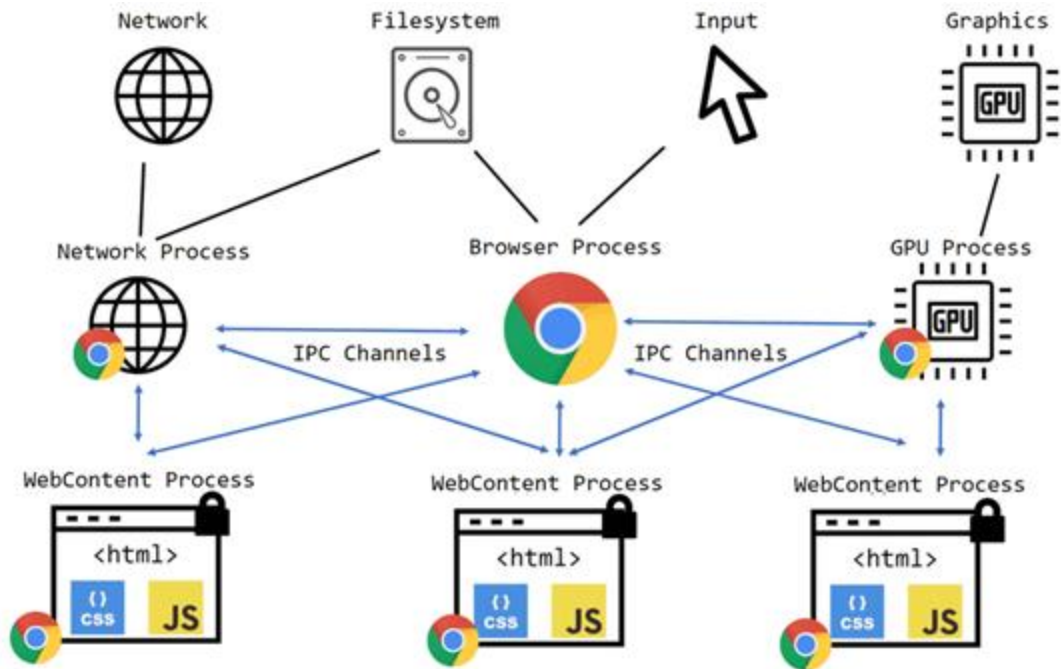 Network
Filesystem
Input
Graphics
GPU
Network Process
Browser Process
GPU Process
GPU
IPC Channels
IPC Channels
WebContent Process
WebContent Process
WebContent Process
<html>
{} CSS
JS
<html>
{} CSS
JS
<html>
{} CSS
JS